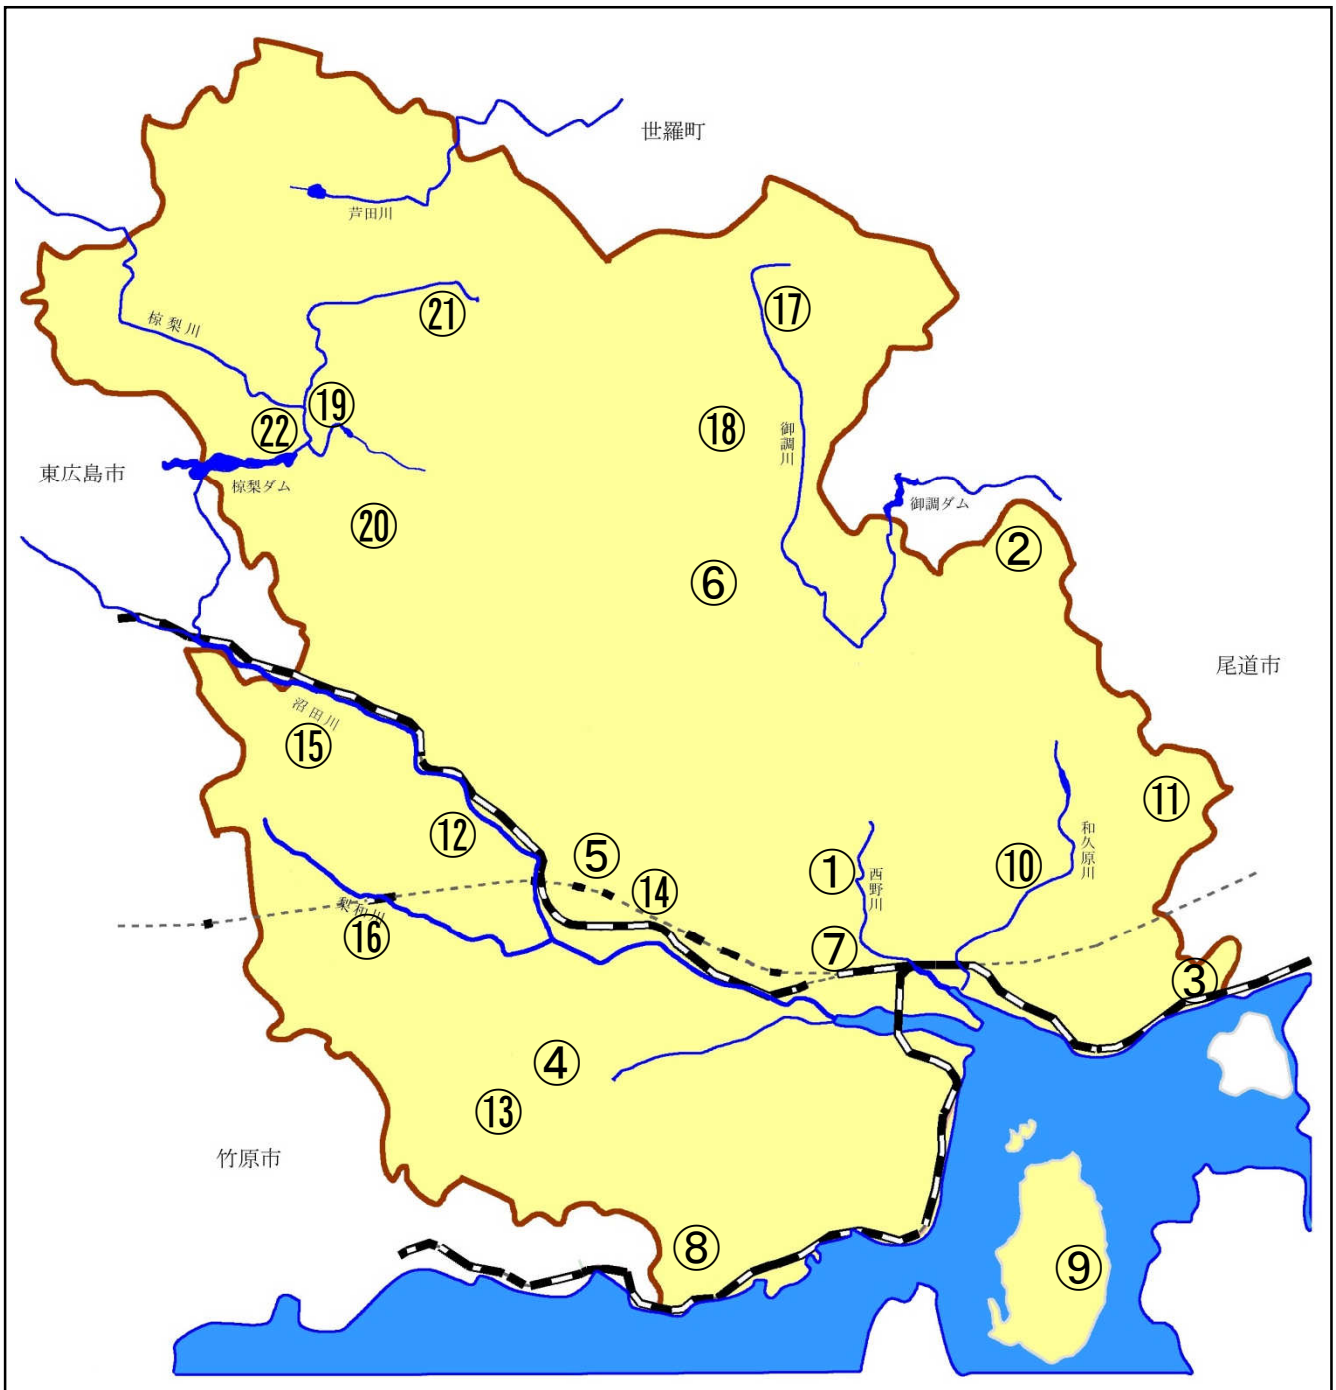 世羅町
芦田川
㉑
⑰
椋梨川
⑲
⑱
㉒
御調川
東広島市
椋梨ダム
御調ダム
⑳
②
⑥
尾道市
沼田川
⑮
⑪
⑫
⑤
①
⑩
和久原川
⑭
西野川
梨和川
⑯
⑦
③
④
⑬
竹原市
⑧
⑨